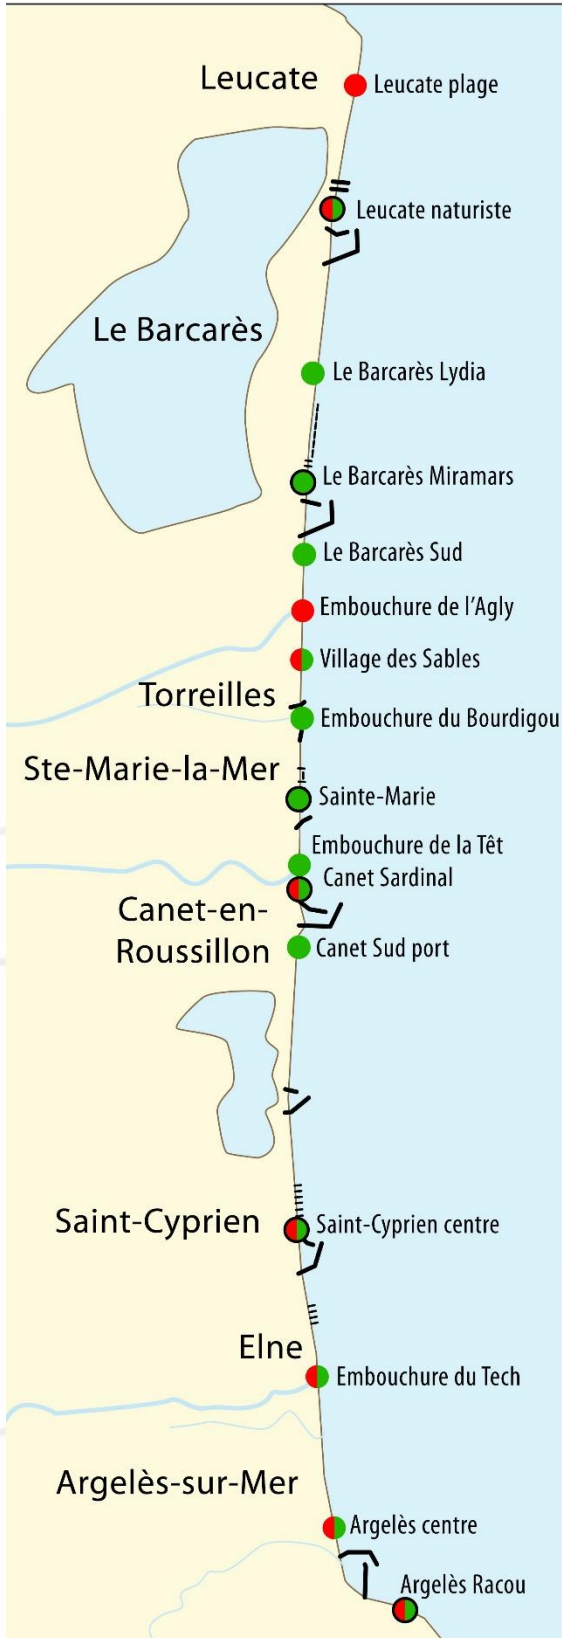 Leucate
Leucate plage
Leucate naturiste
Le Barcarès
Le Barcarès Lydia
Le Barcarès Miramars
Le Barcarès Sud
Embouchure de l'Agly
Village des Sables
Torreilles
Embouchure du Bourdigou
Ste-Marie-la-Mer
Sainte-Marie
Embouchure de la Têt
Canet Sardinal
Canet-en-
Roussillon
Canet Sud port
Saint-Cyprien
Saint-Cyprien centre
Elne
Embouchure du Tech
Argelès-sur-Mer
Argelès centre
Argelès Racou